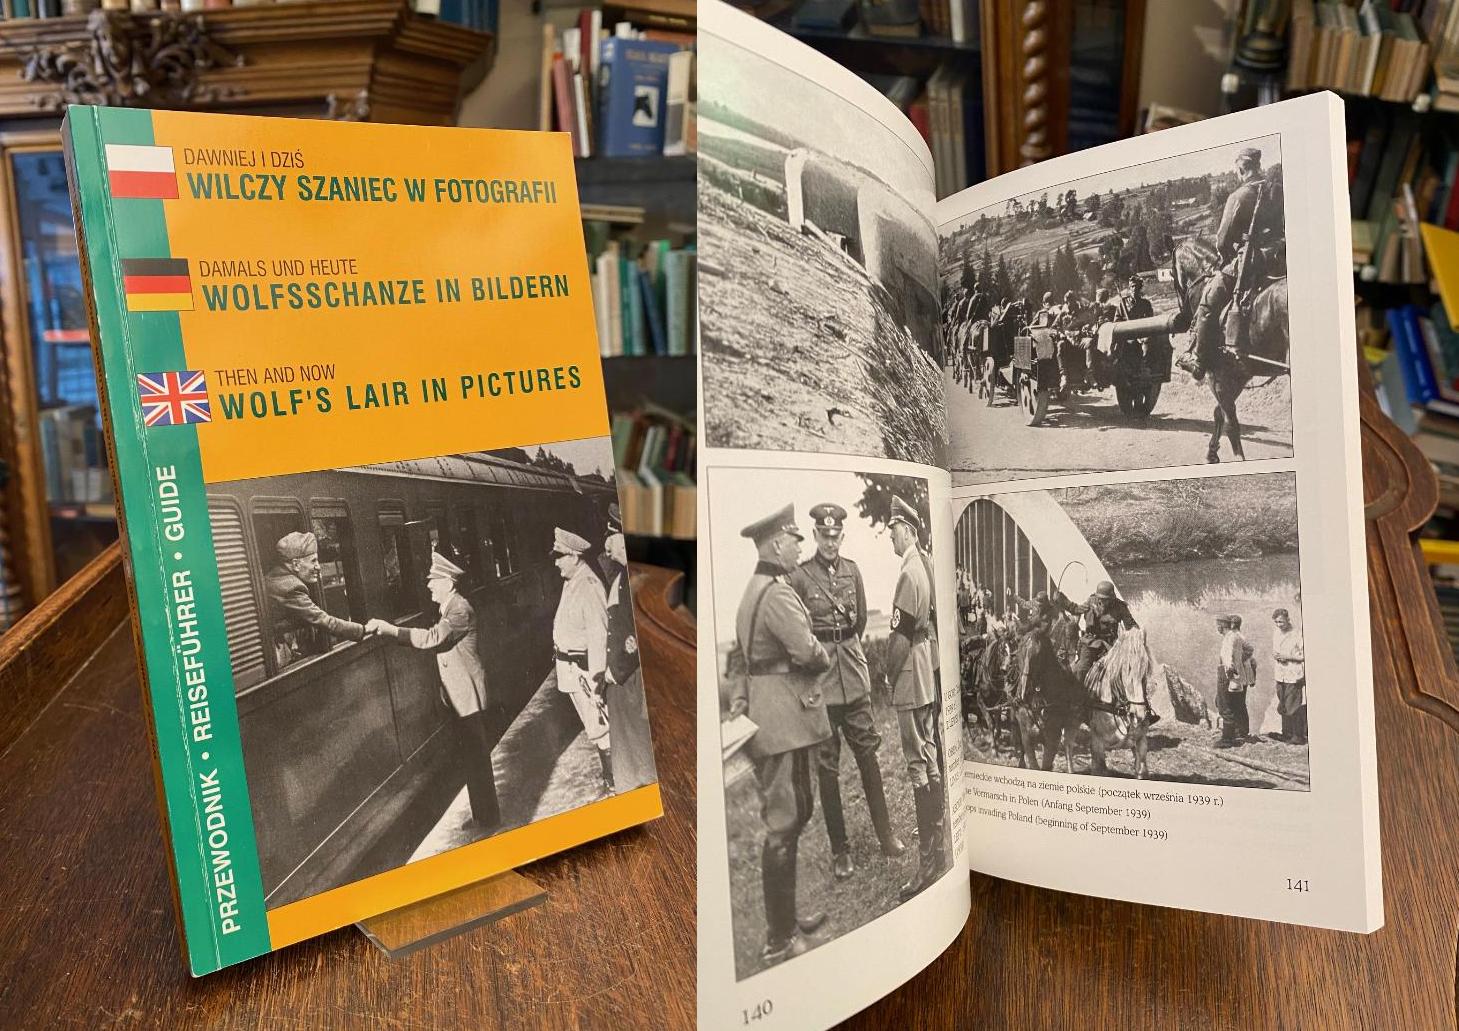 DAWNIEJ I DZIŚ
WILCZY SZANIEC W FOTOGRAFII
DAMALS UND HEUTE
WOLFSSCHANZE IN BILDERN
THEN AND NOW
WOLF'S LAIR IN PICTURES
PRZEWODNIK • REISEFÜHRER • GUIDE
wchodzą na ziemie polskie (początek września 1939 r.)
Vormarsch in Polen (Anfang September 1939)
invading Poland (beginning of September 1939)
140
141